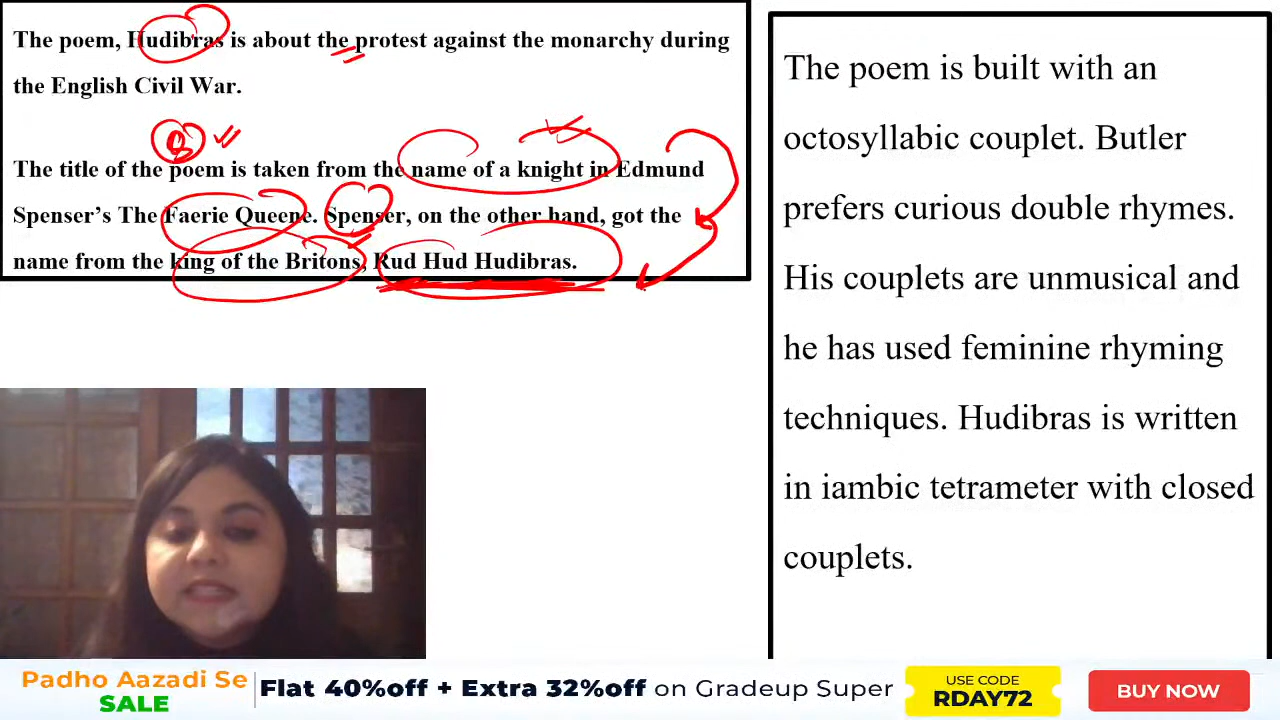 The poem, Hudibras is about the protest against the monarchy during
the English Civil War.
The title of the poem is taken from the name of a knight in Edmund
Spenser's The Faerie Queene. Spenser, on the other hand, got the
name from the king of the Britons, Rud Hud Hudibras.
The poem is built with an
octosyllabic couplet. Butler
prefers curious double rhymes.
His couplets are unmusical and
he has used feminine rhyming
techniques. Hudibras is written
in iambic tetrameter with closed
couplets.
Padho Aazadi Se
SALE
Flat 40%off + Extra 32%off on Gradeup Super
USE CODE
RDAY72
BUY NOW